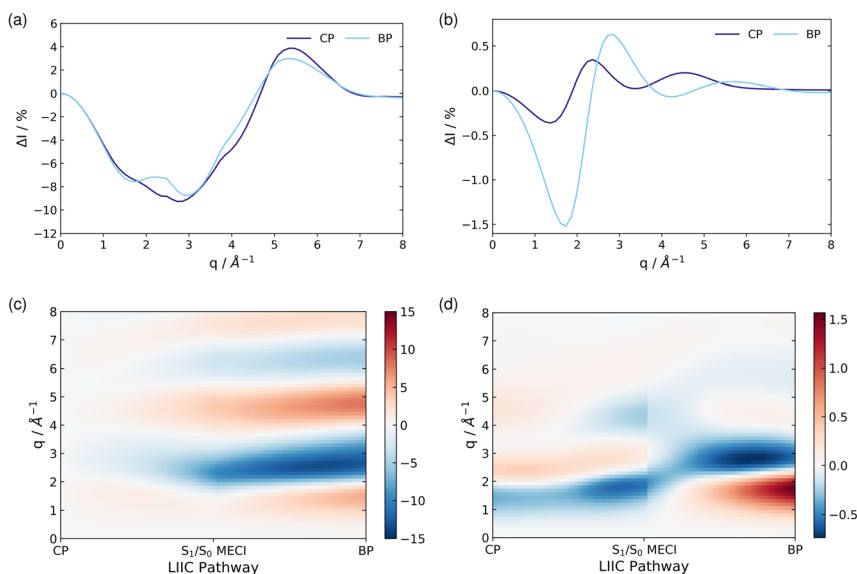 (a)
CP BP
6
4
2
0
−2
−4
−6
−8
−10
−12
ΔI / %
0 1 2 3 4 5 6 7 8
q / Å⁻¹
(b)
CP BP
0.5
0.0
−0.5
−1.0
−1.5
ΔI / %
0 1 2 3 4 5 6 7 8
q / Å⁻¹
(c)
8
7
6
5
4
3
2
1
0
q / Å⁻¹
CP S₁/S₀ MECI BP
LIIC Pathway
15
10
5
0
−5
−10
−15
(d)
8
7
6
5
4
3
2
1
0
q / Å⁻¹
CP S₁/S₀ MECI BP
LIIC Pathway
1.5
1.0
0.5
0.0
−0.5